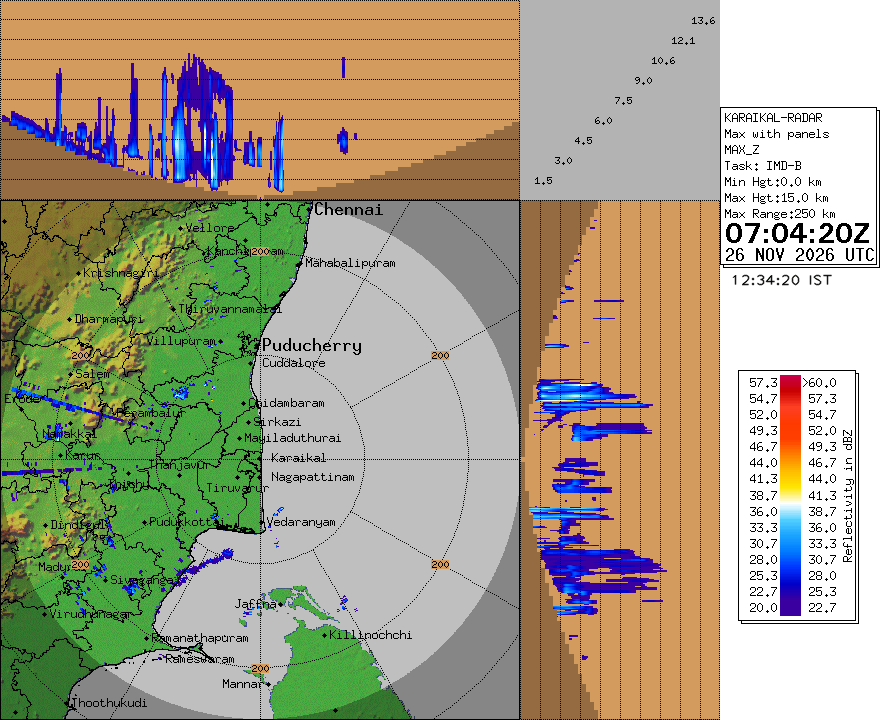 13.6
12.1
10.6
9.0
7.5
6.0
4.5
3.0
1.5
KARAIKAL-RADAR
Max with panels
MAX_Z
Task: IMD-B
Min Hgt:0.0 km
Max Hgt:15.0 km
Max Range:250 km
07:04:20Z
26 NOV 2026 UTC
12:34:20 IST
Chennai
Vellore
200
Mahabalipuram
Krishnagiri
Thiruvannamalai
Dharmapuri
Villupuram
Puducherry
200
200
Cuddalore
Salem
Erode
Chidambaram
Perambalur
Sirkazi
Namakkal
Mayiladuthurai
Karur
Karaikal
Thanjavur
Nagapattinam
Tiruvarur
Dindigul
Pudukkottai
Vedaranyam
200
200
Sivaganga
Jaffna
Virudhunagar
Killinochchi
Ramanathapuram
Rameswaram
200
Mannar
Thoothukudi
57.3 >60.0
54.7 57.3
52.0 54.7
49.3 52.0
46.7 49.3
44.0 46.7
41.3 44.0
38.7 41.3
36.0 38.7
33.3 36.0
30.7 33.3
28.0 30.7
25.3 28.0
22.7 25.3
20.0 22.7
Reflectivity in dBZ